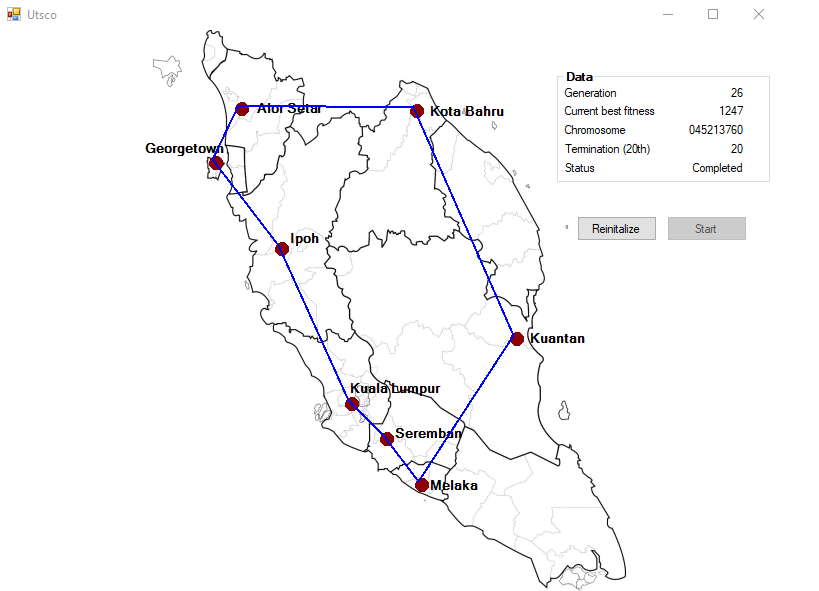 Utsco
Data
Generation 26
Current best fitness 1247
Chromosome 045213760
Termination (20th) 20
Status Completed
Reinitalize Start
Alor Setar
Kota Bahru
Georgetown
Ipoh
Kuantan
Kuala Lumpur
Seremban
Melaka